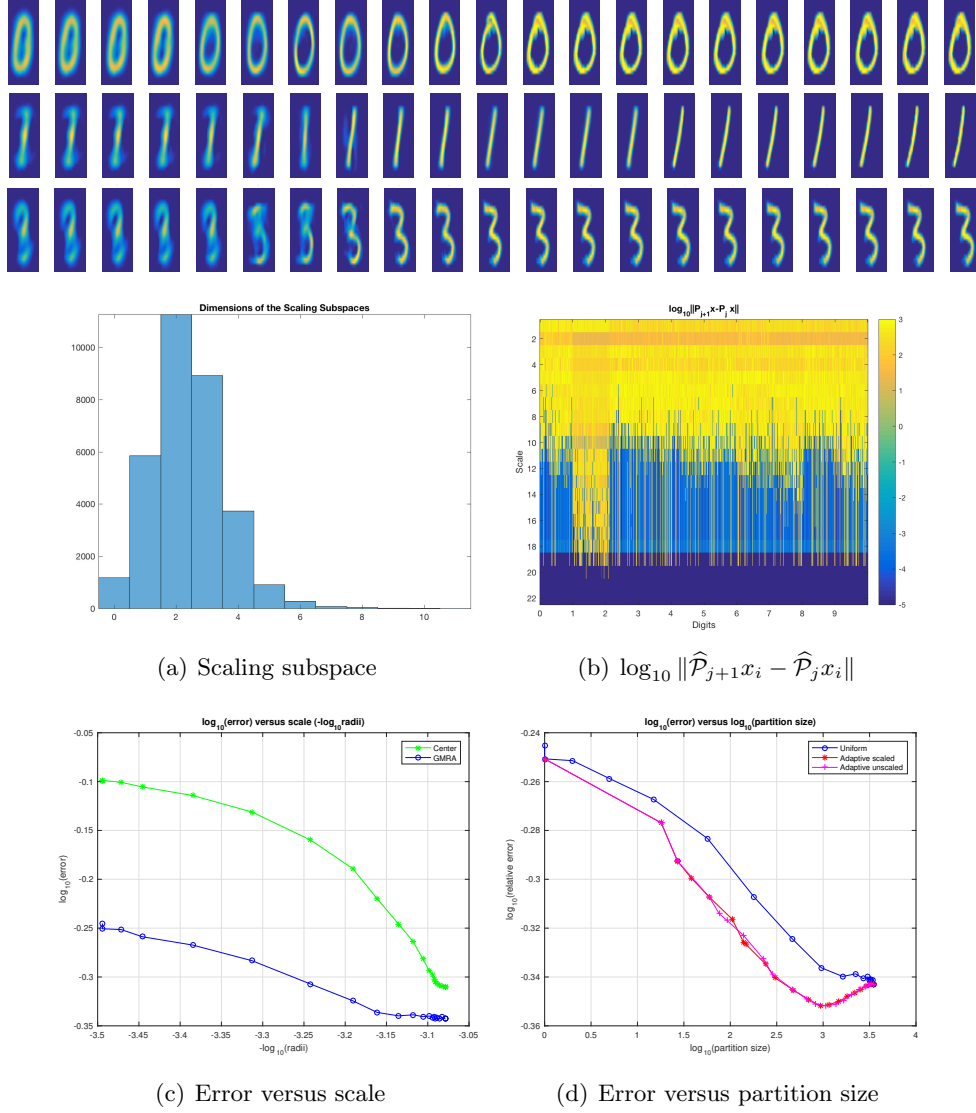 Dimensions of the Scaling Subspaces
10000
8000
6000
4000
2000
0
0 2 4 6 8 10
(a) Scaling subspace
log10||Pj+1x-Pj x||
Scale
2
4
6
8
10
12
14
16
18
20
22
0 1 2 3 4 5 6 7 8 9
Digits
3
2
1
0
-1
-2
-3
-4
-5
(b) log₁₀ ‖P̂ⱼ₊₁xᵢ − P̂ⱼxᵢ‖
log10(error) versus scale (-log10radii)
Center
GMRA
log10(error)
-0.05
-0.1
-0.15
-0.2
-0.25
-0.3
-0.35
-3.5 -3.45 -3.4 -3.35 -3.3 -3.25 -3.2 -3.15 -3.1 -3.05
-log10(radii)
(c) Error versus scale
log10(error) versus log10(partition size)
Uniform
Adaptive scaled
Adaptive unscaled
log10(relative error)
-0.24
-0.26
-0.28
-0.3
-0.32
-0.34
-0.36
0 0.5 1 1.5 2 2.5 3 3.5 4
log10(partition size)
(d) Error versus partition size